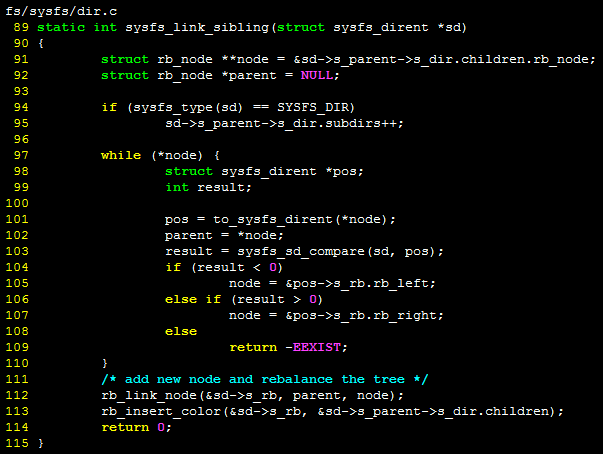 fs/sysfs/dir.c
89 static int sysfs_link_sibling(struct sysfs_dirent *sd)
90 {
91         struct rb_node **node = &sd->s_parent->s_dir.children.rb_node;
92         struct rb_node *parent = NULL;
93
94         if (sysfs_type(sd) == SYSFS_DIR)
95                 sd->s_parent->s_dir.subdirs++;
96
97         while (*node) {
98                 struct sysfs_dirent *pos;
99                 int result;
100
101                 pos = to_sysfs_dirent(*node);
102                 parent = *node;
103                 result = sysfs_sd_compare(sd, pos);
104                 if (result < 0)
105                         node = &pos->s_rb.rb_left;
106                 else if (result > 0)
107                         node = &pos->s_rb.rb_right;
108                 else
109                         return -EEXIST;
110         }
111         /* add new node and rebalance the tree */
112         rb_link_node(&sd->s_rb, parent, node);
113         rb_insert_color(&sd->s_rb, &sd->s_parent->s_dir.children);
114         return 0;
115 }